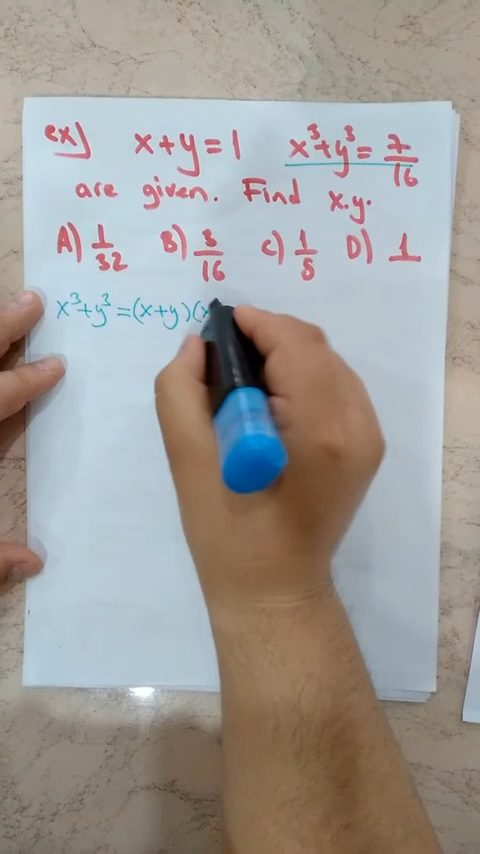 ex) x+y=1 x³+y³=7/16
are given. Find x.y.
A) 1/32 B) 3/16 C) 1/8 D) 1
x³+y³=(x+y)(x